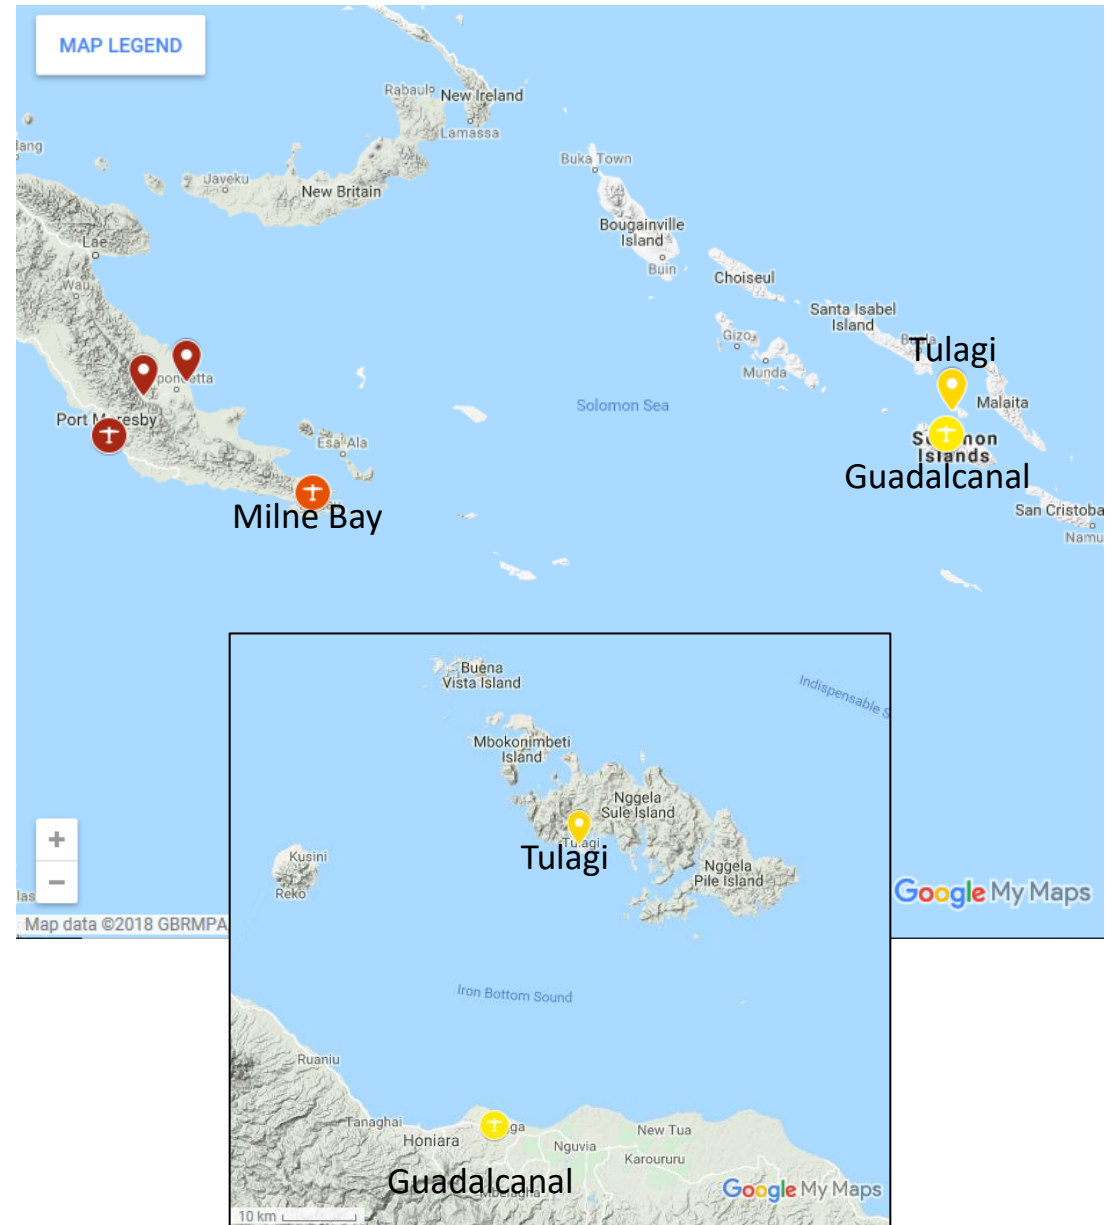 MAP LEGEND
Rabaul
New Ireland
Lamassa
lang
Javeku
New Britain
Buka Town
Bougainville
Island
Buin
Lae
Wau
Choiseul
Santa Isabel
Island
Gizo
Munda
Tulagi
Malaita
Solomon Sea
Port Moresby
Esa'Ala
Islands
Guadalcanal
Milne Bay
San Cristoba
Namu
Buena
Vista Island
Indispensable S
Mbokonimbeti
Island
Nggela
Sule Island
Tulagi
Tulagi
Nggela
Pile Island
Kusini
Reko
+
−
las
Google My Maps
Map data ©2018 GBRMPA
Iron Bottom Sound
Ruaniu
Tanaghai
Honiara
ga
New Tua
Nguvia
Karoururu
Guadalcanal
Google My Maps
10 km